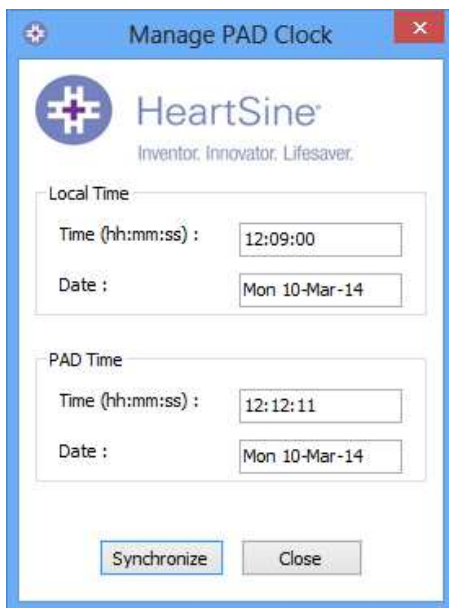 Manage PAD Clock
HeartSine®
Inventor. Innovator. Lifesaver.
Local Time
Time (hh:mm:ss) : 12:09:00
Date : Mon 10-Mar-14
PAD Time
Time (hh:mm:ss) : 12:12:11
Date : Mon 10-Mar-14
Synchronize Close